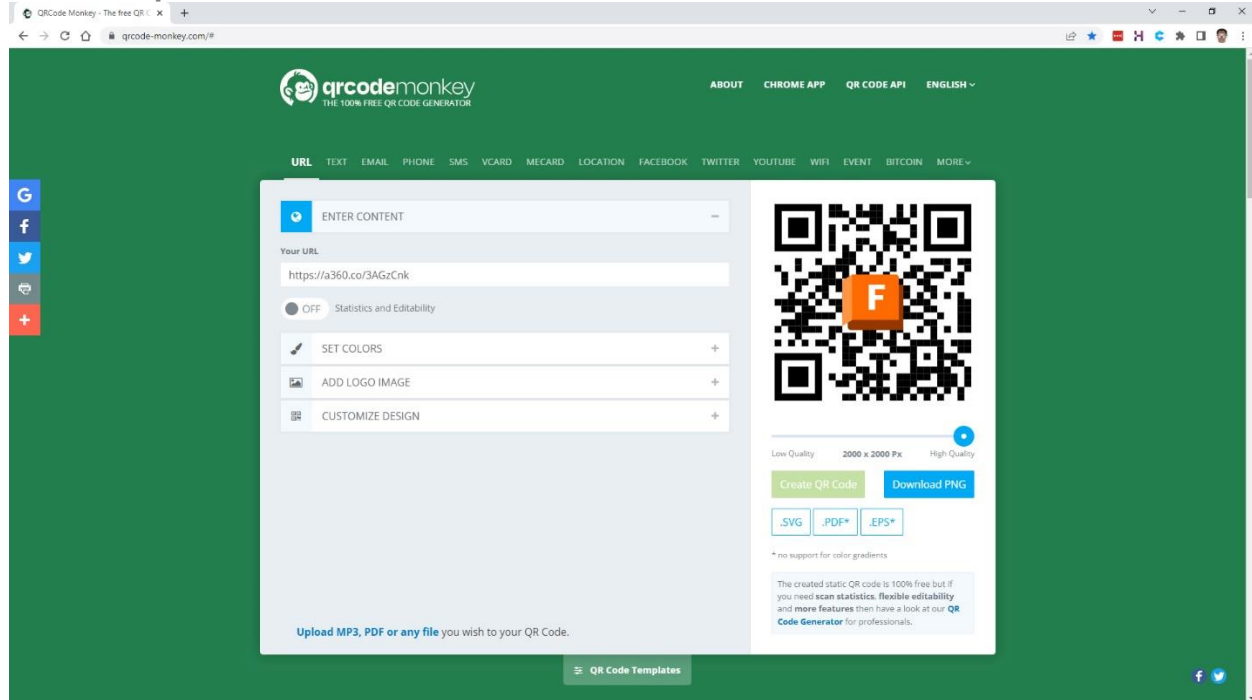 QRCode Monkey - The free QR C
qrcode-monkey.com/#
qrcodemonkey
THE 100% FREE QR CODE GENERATOR
ABOUT CHROME APP QR CODE API ENGLISH
URL TEXT EMAIL PHONE SMS VCARD MECARD LOCATION FACEBOOK TWITTER YOUTUBE WIFI EVENT BITCOIN MORE
ENTER CONTENT
Your URL
https://a360.co/3AGzCnk
OFF Statistics and Editability
SET COLORS
ADD LOGO IMAGE
CUSTOMIZE DESIGN
Upload MP3, PDF or any file you wish to your QR Code.
F
Low Quality 2000 x 2000 Px High Quality
Create QR Code Download PNG
.SVG .PDF* .EPS*
* no support for color gradients
The created static QR code is 100% free but if
you need scan statistics, flexible editability
and more features then have a look at our QR
Code Generator for professionals.
QR Code Templates